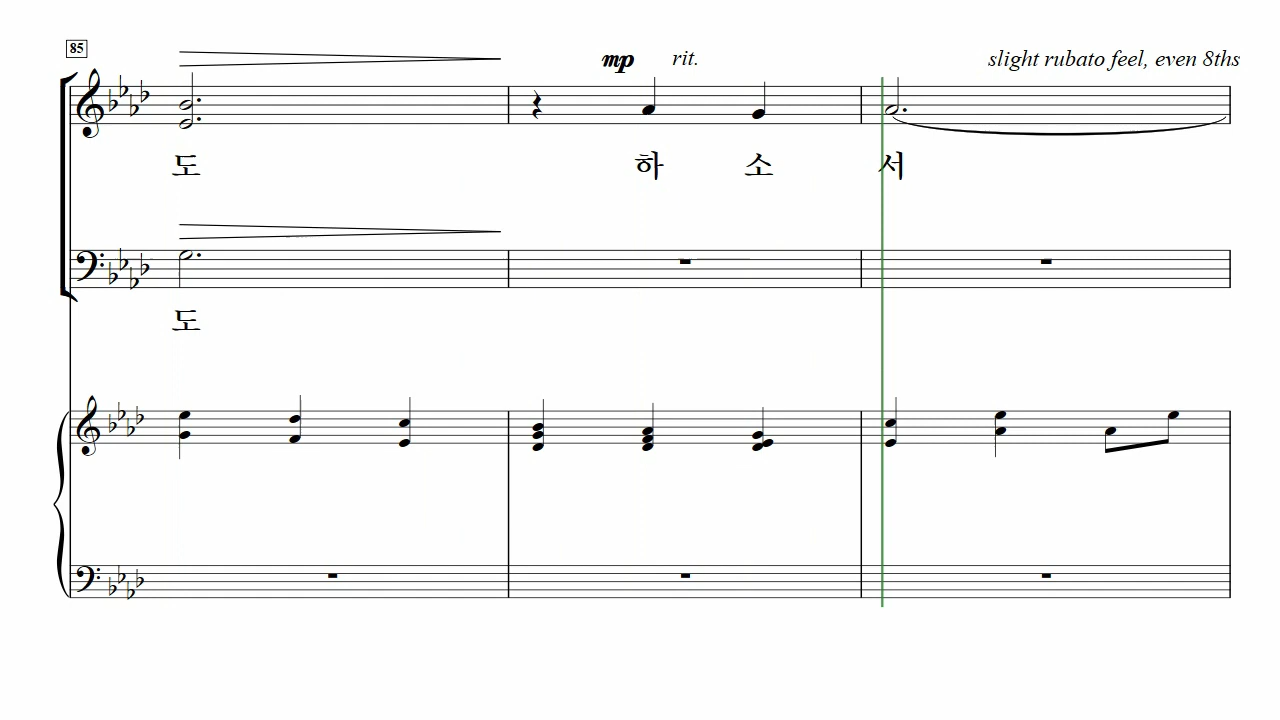 85
mp rit. slight rubato feel, even 8ths
도 하 소 서
도